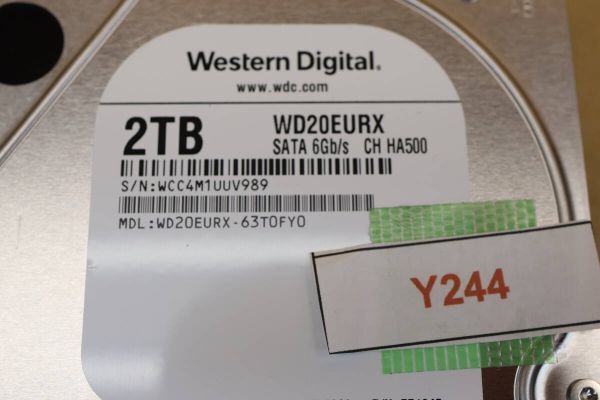 Western Digital.
www.wdc.com
2TB WD20EURX
SATA 6Gb/s CH HA500
S/N:WCC4M1UUV989
MDL:WD20EURX-63T0FY0
Y244